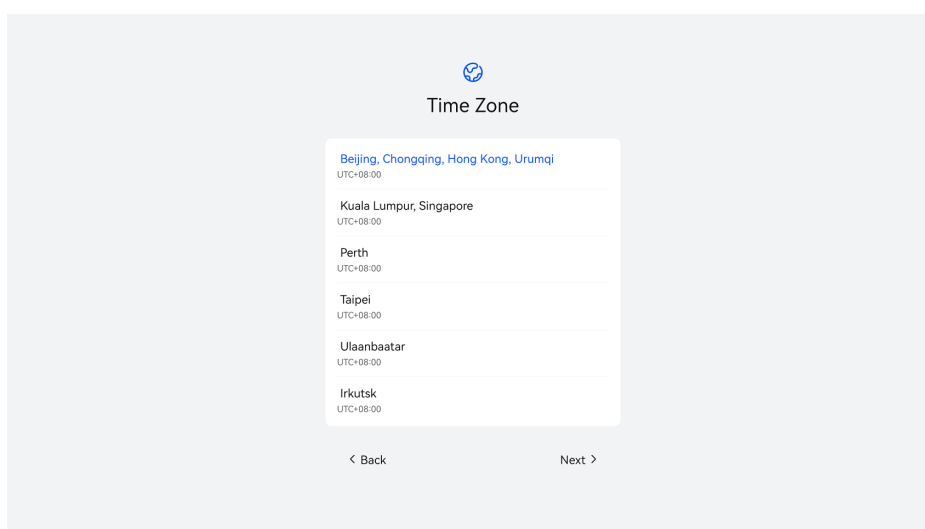 Time Zone
Beijing, Chongqing, Hong Kong, Urumqi
UTC+08:00
Kuala Lumpur, Singapore
UTC+08:00
Perth
UTC+08:00
Taipei
UTC+08:00
Ulaanbaatar
UTC+08:00
Irkutsk
UTC+08:00
Back
Next